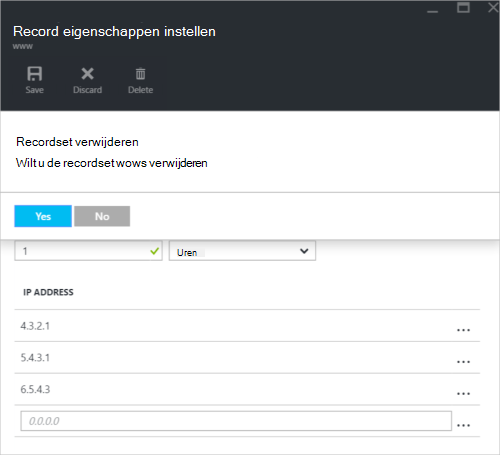 Record eigenschappen instellen
www
Save Discard Delete
Recordset verwijderen
Wilt u de recordset wows verwijderen
Yes No
1 Uren
IP ADDRESS
4.3.2.1 ...
5.4.3.1 ...
6.5.4.3 ...
0.0.0.0 ...